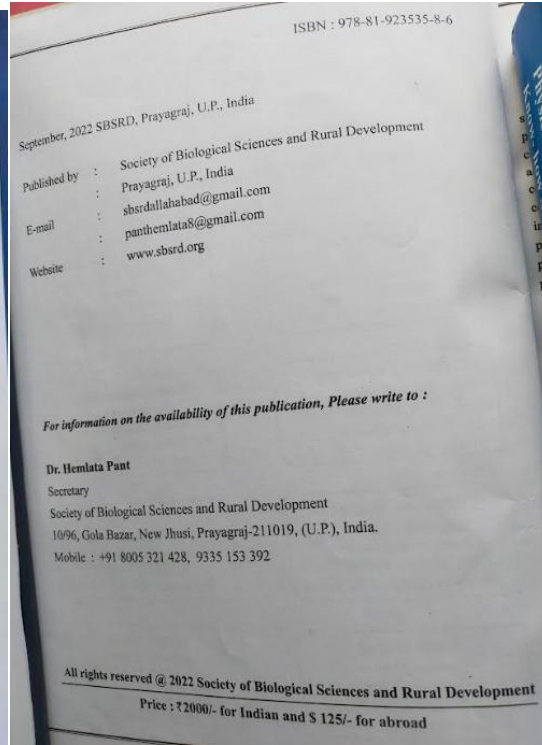 ISBN : 978-81-923535-8-6
September, 2022 SBSRD, Prayagraj, U.P., India
Published by : Society of Biological Sciences and Rural Development
: Prayagraj, U.P., India
E-mail : sbsrdallahabad@gmail.com
: panthemlata8@gmail.com
Website : www.sbsrd.org
For information on the availability of this publication, Please write to :
Dr. Hemlata Pant
Secretary
Society of Biological Sciences and Rural Development
10/96, Gola Bazar, New Jhusi, Prayagraj-211019, (U.P.), India.
Mobile : +91 8005 321 428, 9335 153 392
All rights reserved @ 2022 Society of Biological Sciences and Rural Development
Price : ₹2000/- for Indian and $ 125/- for abroad